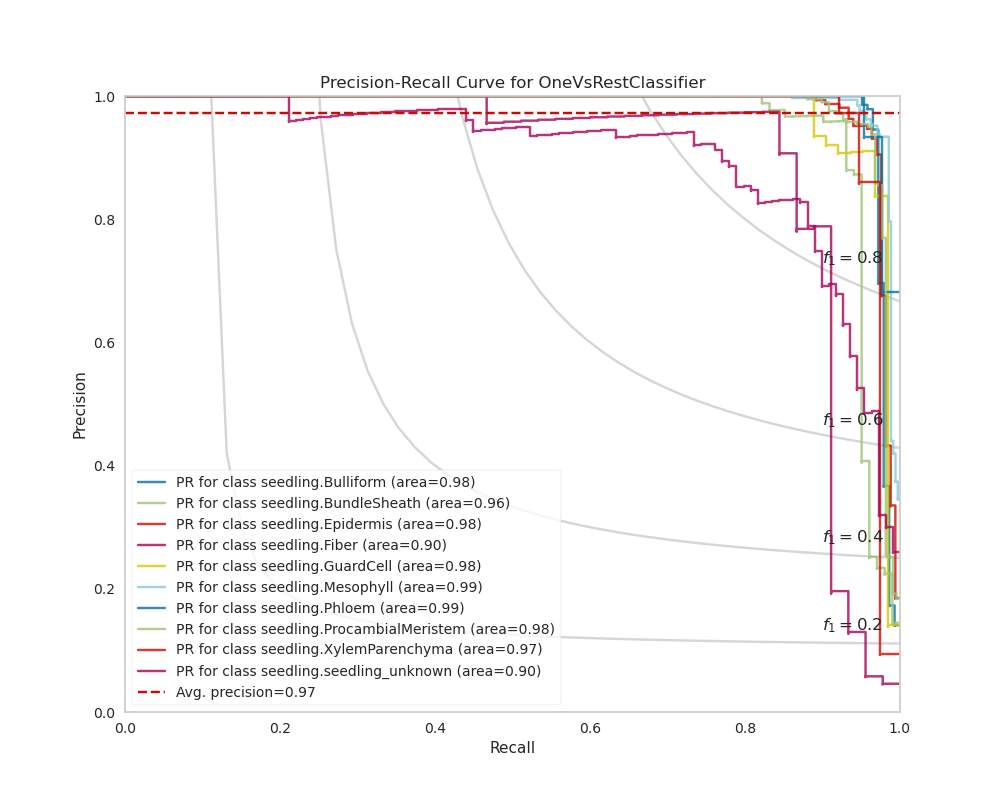 Precision-Recall Curve for OneVsRestClassifier
1.0
0.8
0.6
0.4
0.2
0.0
Precision
f1 = 0.8
f1 = 0.6
f1 = 0.4
f1 = 0.2
PR for class seedling.Bulliform (area=0.98)
PR for class seedling.BundleSheath (area=0.96)
PR for class seedling.Epidermis (area=0.98)
PR for class seedling.Fiber (area=0.90)
PR for class seedling.GuardCell (area=0.98)
PR for class seedling.Mesophyll (area=0.99)
PR for class seedling.Phloem (area=0.99)
PR for class seedling.ProcambialMeristem (area=0.98)
PR for class seedling.XylemParenchyma (area=0.97)
PR for class seedling.seedling_unknown (area=0.90)
Avg. precision=0.97
0.0 0.2 0.4 0.6 0.8 1.0
Recall